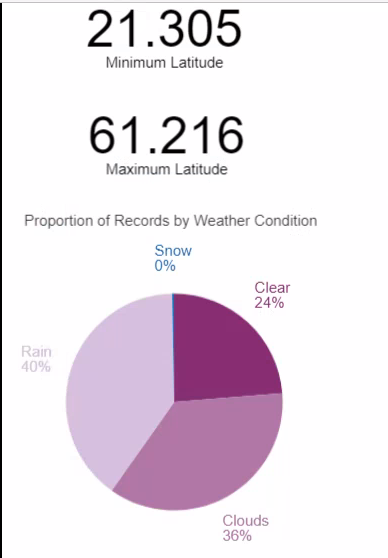 21.305
Minimum Latitude
61.216
Maximum Latitude
Proportion of Records by Weather Condition
Snow
0%
Clear
24%
Rain
40%
Clouds
36%